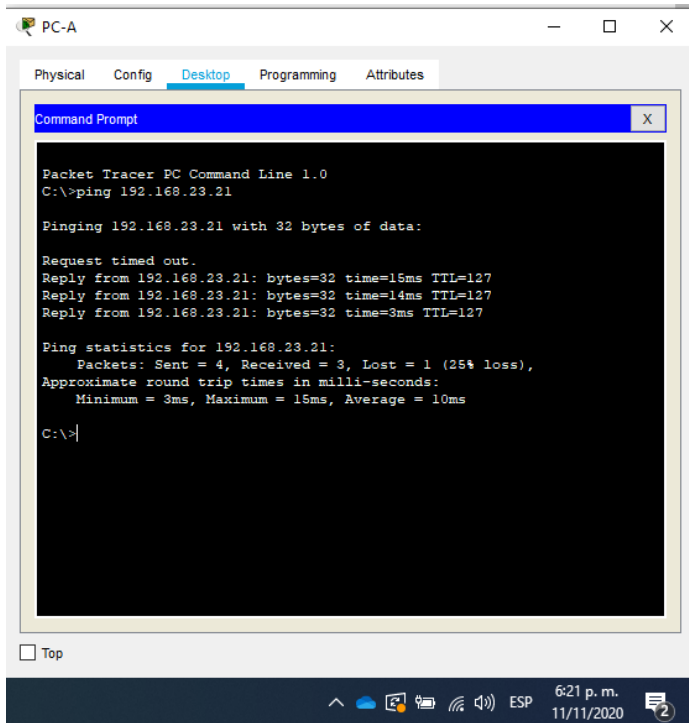 PC-A
Physical Config Desktop Programming Attributes
Command Prompt
X
Packet Tracer PC Command Line 1.0
C:\>ping 192.168.23.21
Pinging 192.168.23.21 with 32 bytes of data:
Request timed out.
Reply from 192.168.23.21: bytes=32 time=15ms TTL=127
Reply from 192.168.23.21: bytes=32 time=14ms TTL=127
Reply from 192.168.23.21: bytes=32 time=3ms TTL=127
Ping statistics for 192.168.23.21:
Packets: Sent = 4, Received = 3, Lost = 1 (25% loss),
Approximate round trip times in milli-seconds:
Minimum = 3ms, Maximum = 15ms, Average = 10ms
C:\>
Top
ESP
6:21 p. m.
11/11/2020
2